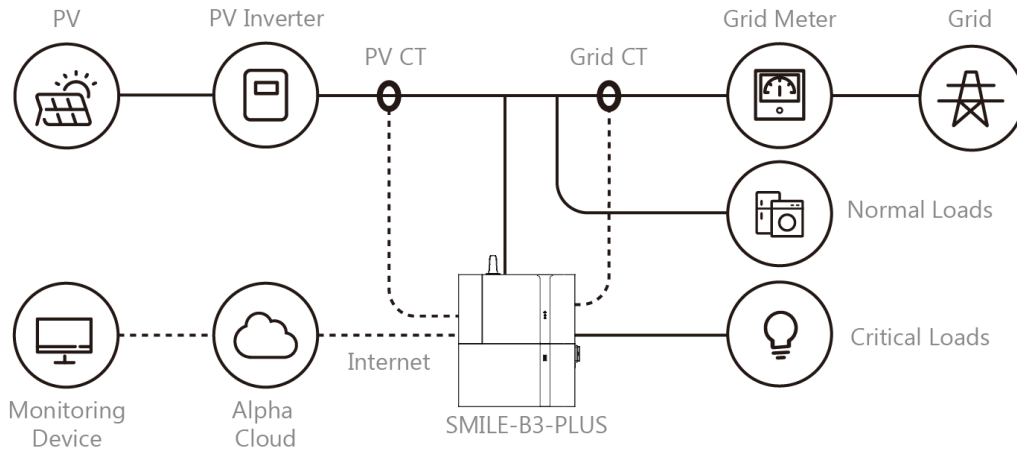 PV
PV Inverter
PV CT
Grid CT
Grid Meter
Grid
Normal Loads
Critical Loads
Internet
SMILE-B3-PLUS
Monitoring
Device
Alpha
Cloud